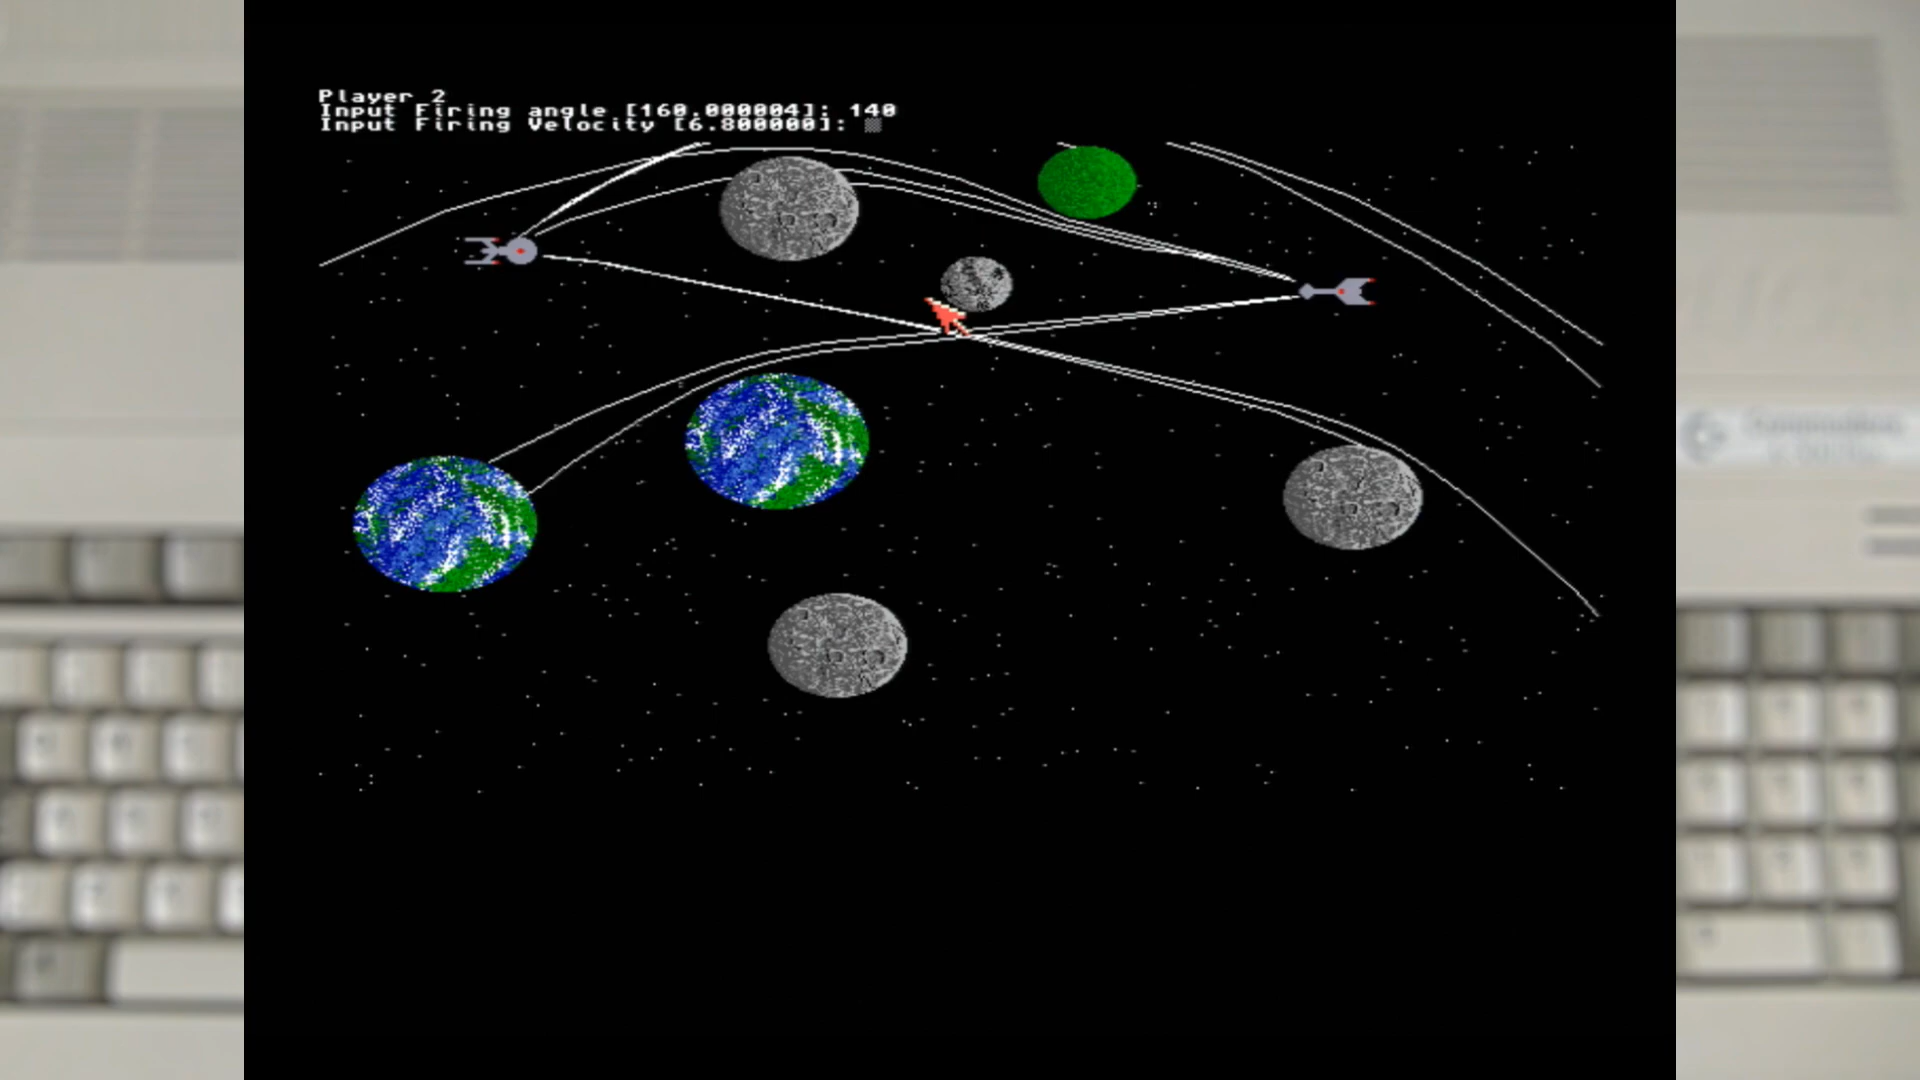 Player 2
Input Firing angle [160.000004]: 140
Input Firing Velocity [6.800000]: